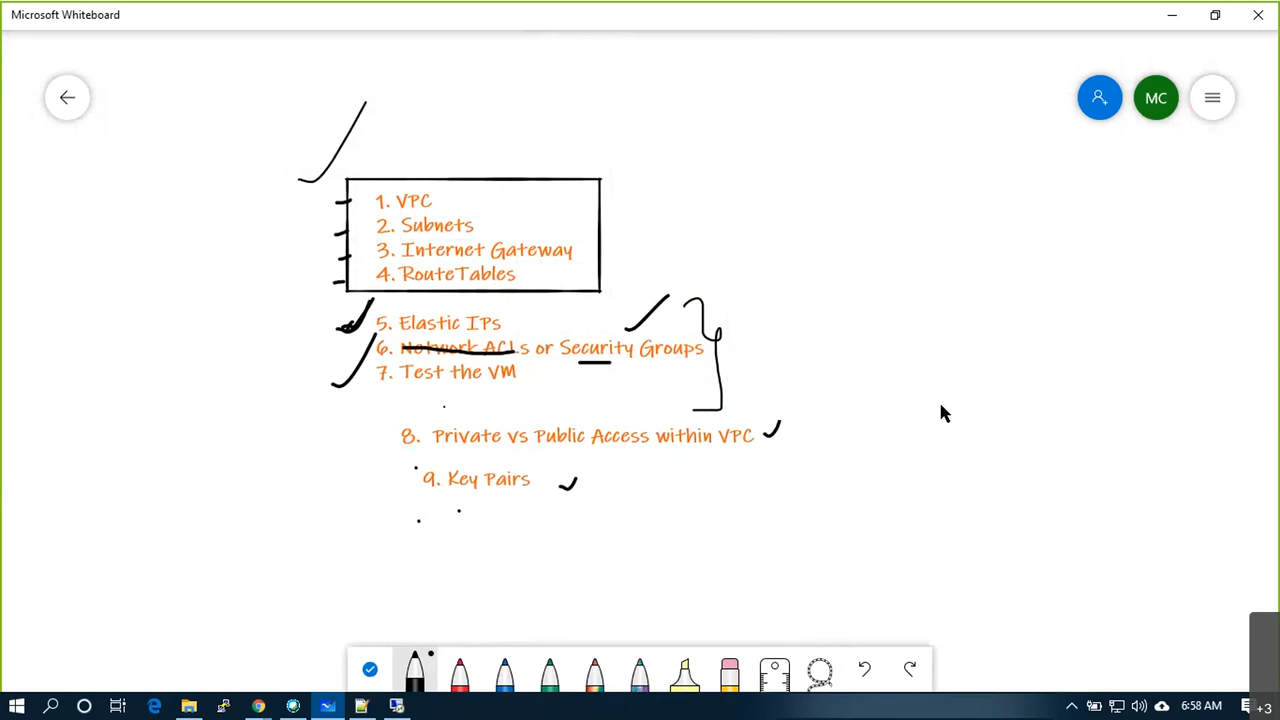 Microsoft Whiteboard
MC
1. VPC
2. Subnets
3. Internet Gateway
4. RouteTables
5. Elastic IPs
6. Network ACLs or Security Groups
7. Test the VM
8. Private vs Public Access within VPC
9. Key Pairs
6:58 AM
+3